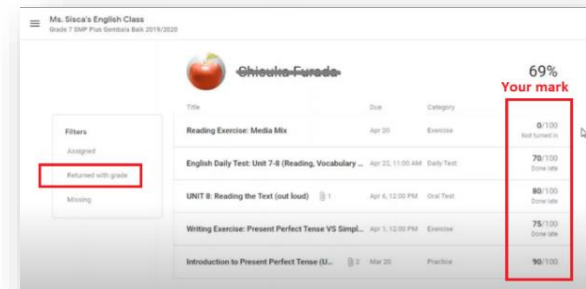 Ms. Sisca's English Class
Grade 7 SMP Plus Gembala Baik 2019/2020
Chisuka Furada
69%
Your mark
Title Due Category
Filters
Assigned
Returned with grade
Missing
Reading Exercise: Media Mix Apr 20 Exercise 0/100
Not turned in
English Daily Test: Unit 7-8 (Reading, Vocabulary ... Apr 22, 11:00 AM Daily Test 70/100
Done late
UNIT 8: Reading the Text (out loud) 1 Apr 6, 12:00 PM Oral Test 80/100
Done late
Writing Exercise: Present Perfect Tense VS Simpl... Apr 1, 12:00 PM Exercise 75/100
Done late
Introduction to Present Perfect Tense (U... 2 Mar 20 Practice 90/100